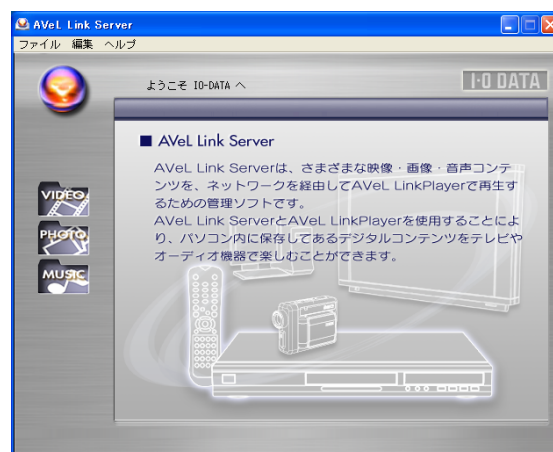 AVeL Link Server
ファイル 編集 ヘルプ
ようこそ IO-DATA へ
I·O DATA
■ AVeL Link Server
AVeL Link Serverは、さまざまな映像・画像・音声コンテ
ンツを、ネットワークを経由してAVeL LinkPlayerで再生す
るための管理ソフトです。
AVeL Link ServerとAVeL LinkPlayerを使用することによ
り、パソコン内に保存してあるデジタルコンテンツをテレビや
オーディオ機器で楽しむことができます。
VIDEO
PHOTO
MUSIC